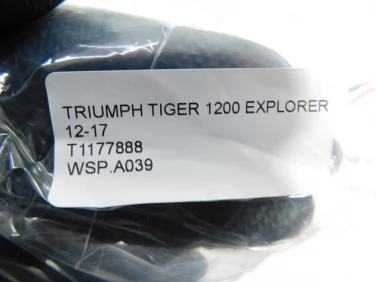 TRIUMPH TIGER 1200 EXPLORER
12-17
T1177888
WSP.A039